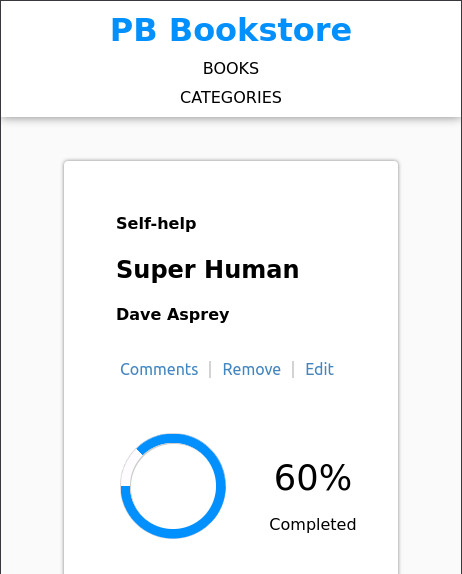 PB Bookstore
BOOKS
CATEGORIES
Self-help
Super Human
Dave Asprey
Comments | Remove | Edit
60%
Completed